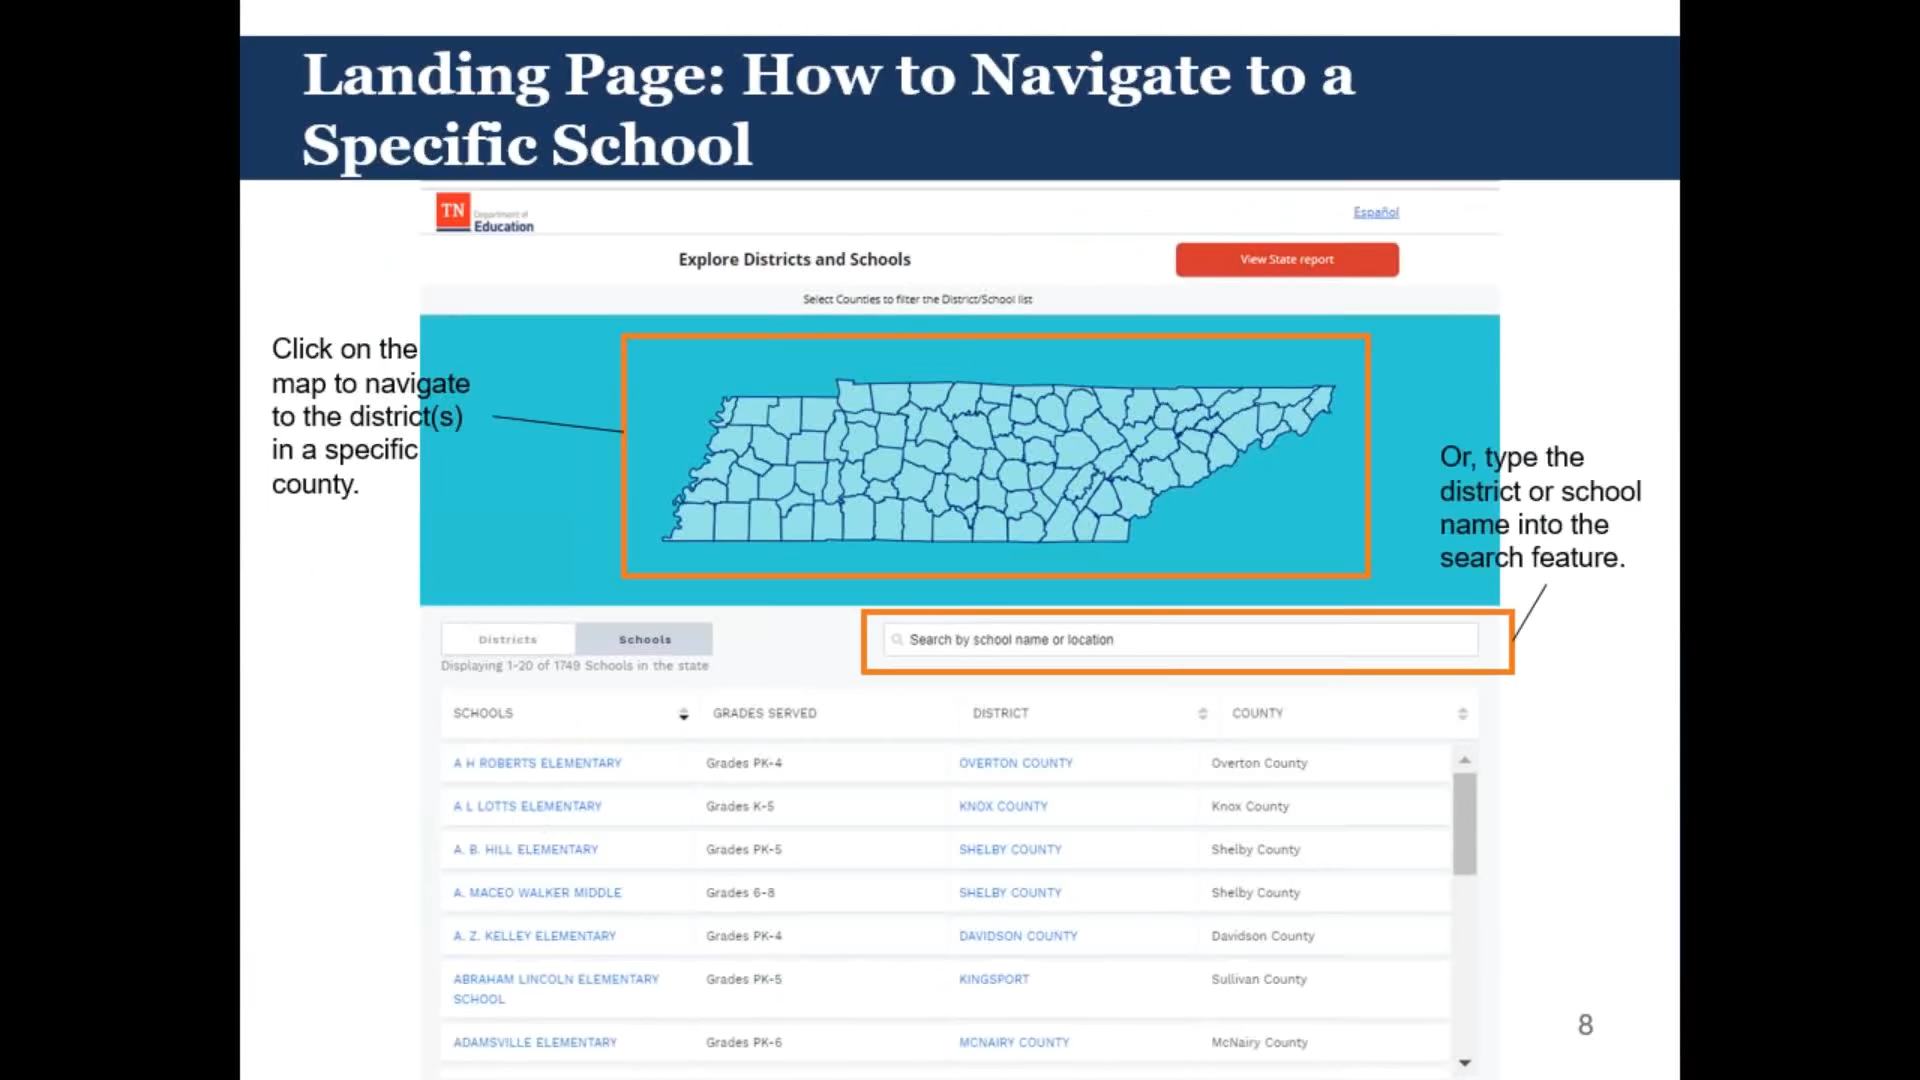 Landing Page: How to Navigate to a
Specific School
TN
Department of
Education
Español
Explore Districts and Schools
View State report
Select Counties to filter the District/School list
Click on the
map to navigate
to the district(s)
in a specific
county.
Or, type the
district or school
name into the
search feature.
Districts
Schools
Search by school name or location
Displaying 1-20 of 1749 Schools in the state
SCHOOLS GRADES SERVED DISTRICT COUNTY
A H ROBERTS ELEMENTARY Grades PK-4 OVERTON COUNTY Overton County
A L LOTTS ELEMENTARY Grades K-5 KNOX COUNTY Knox County
A. B. HILL ELEMENTARY Grades PK-5 SHELBY COUNTY Shelby County
A. MACEO WALKER MIDDLE Grades 6-8 SHELBY COUNTY Shelby County
A. Z. KELLEY ELEMENTARY Grades PK-4 DAVIDSON COUNTY Davidson County
ABRAHAM LINCOLN ELEMENTARY Grades PK-5 KINGSPORT Sullivan County
SCHOOL
ADAMSVILLE ELEMENTARY Grades PK-6 MCNAIRY COUNTY McNairy County
8